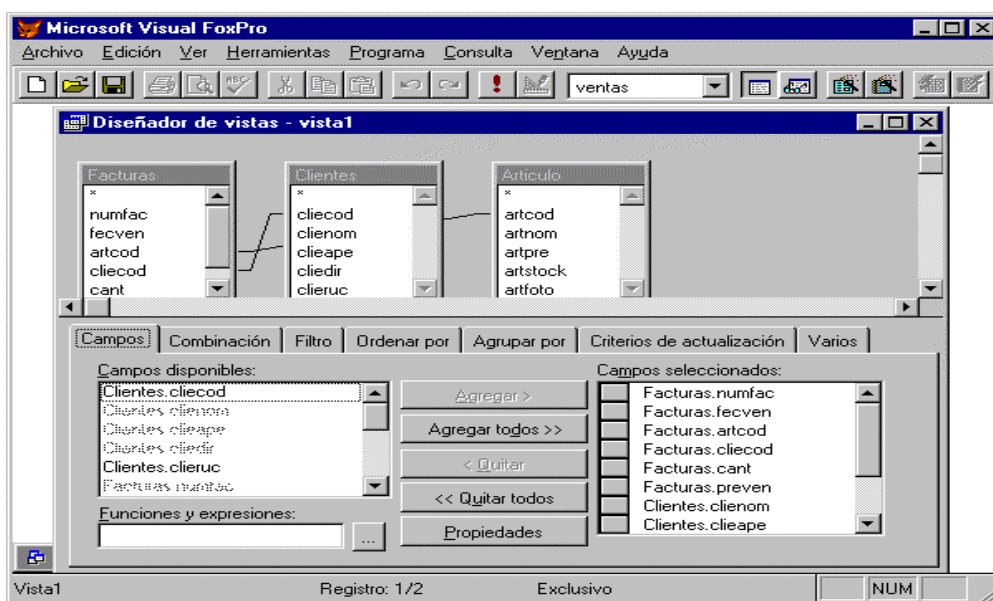 Microsoft Visual FoxPro
Archivo Edición Ver Herramientas Programa Consulta Ventana Ayuda
ventas
Diseñador de vistas - vista1
Facturas
*
numfac
fecven
artcod
cliecod
cant
Clientes
*
cliecod
clienom
clieape
cliedir
clieruc
Articulo
*
artcod
artnom
artpre
artstock
artfoto
Campos Combinación Filtro Ordenar por Agrupar por Criterios de actualización Varios
Campos disponibles:
Clientes.cliecod
Clientes.clienom
Clientes.clieape
Clientes.cliedir
Clientes.clieruc
Facturas.numfac
Funciones y expresiones:
...
Agregar >
Agregar todos >>
< Quitar
<< Quitar todos
Propiedades
Campos seleccionados:
Facturas.numfac
Facturas.fecven
Facturas.artcod
Facturas.cliecod
Facturas.cant
Facturas.preven
Clientes.clienom
Clientes.clieape
Vista1 Registro: 1/2 Exclusivo NUM